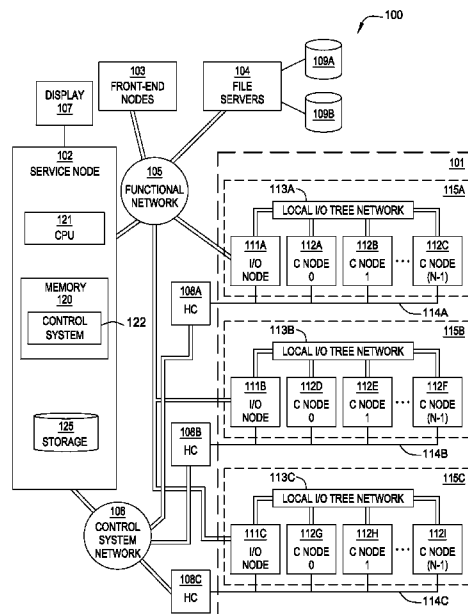 100
103
FRONT-END
NODES
104
FILE
SERVERS
109A
109B
DISPLAY
107
102
SERVICE NODE
121
CPU
MEMORY
120
CONTROL
SYSTEM
122
125
STORAGE
105
FUNCTIONAL
NETWORK
106
CONTROL
SYSTEM
NETWORK
108A
HC
108B
HC
108C
HC
101
115A
113A
LOCAL I/O TREE NETWORK
111A
I/O
NODE
112A
C NODE
0
112B
C NODE
1
...
112C
C NODE
(N-1)
114A
115B
113B
LOCAL I/O TREE NETWORK
111B
I/O
NODE
112D
C NODE
0
112E
C NODE
1
...
112F
C NODE
(N-1)
114B
115C
113C
LOCAL I/O TREE NETWORK
111C
I/O
NODE
112G
C NODE
0
112H
C NODE
1
...
112I
C NODE
(N-1)
114C